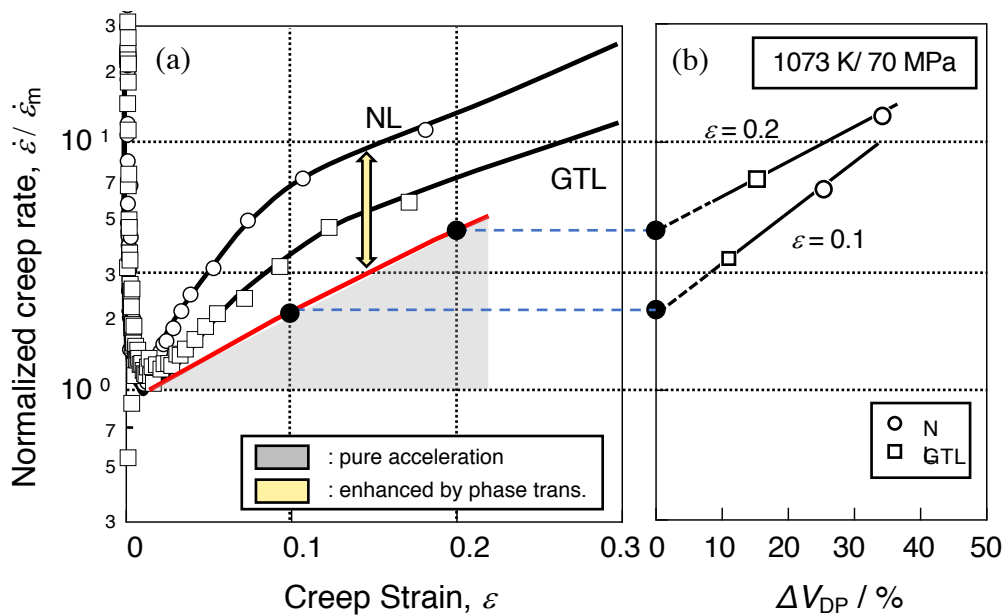 (a)
(b)
1073 K/ 70 MPa
NL
GTL
ε = 0.2
ε = 0.1
3
2
10 1
7
5
3
2
10 0
7
5
3
Normalized creep rate, ε̇ / ε̇m
: pure acceleration
: enhanced by phase trans.
N
L
GTL
0
0.1
0.2
0.3
0
10
20
30
40
50
Creep Strain, ε
ΔVDP / %